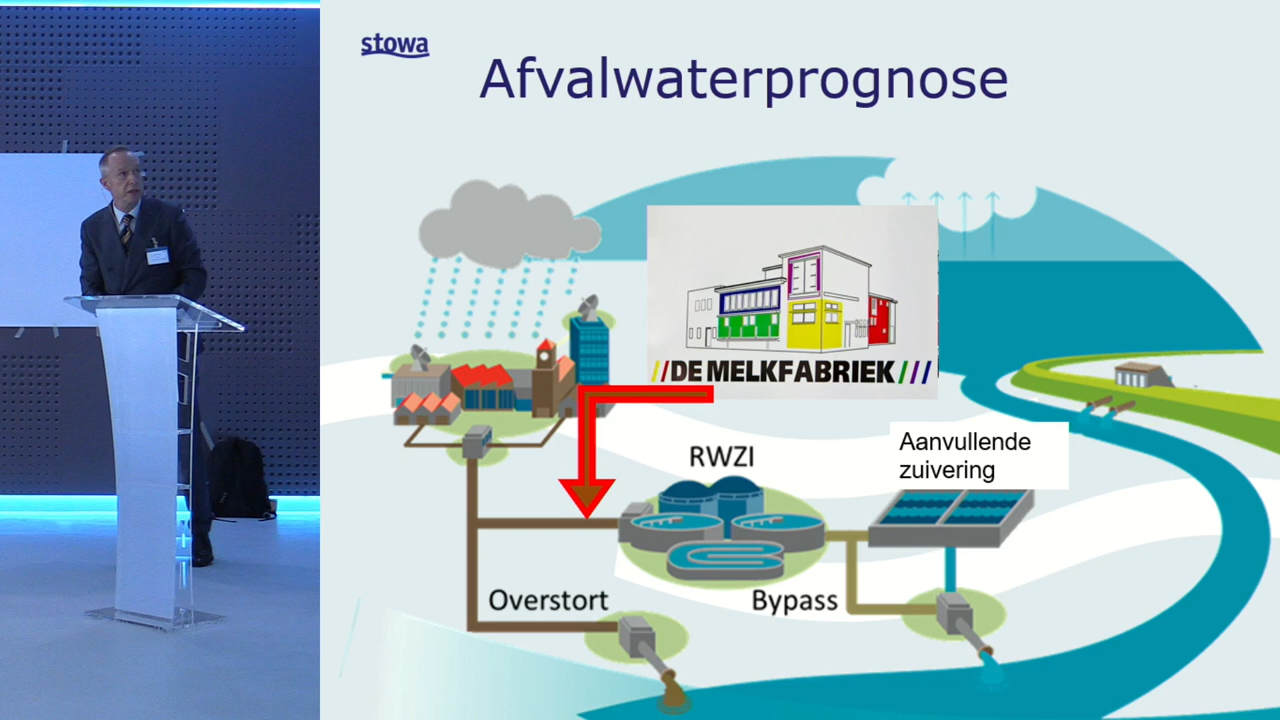 stowa
Afvalwaterprognose
//DE MELKFABRIEK///
RWZI
Aanvullende
zuivering
Overstort
Bypass